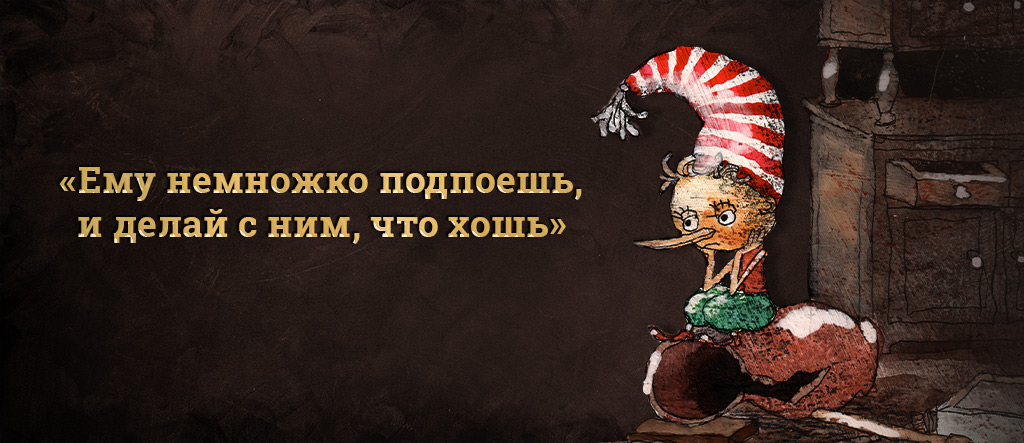 «Ему немножко подпоешь,
и делай с ним, что хошь»